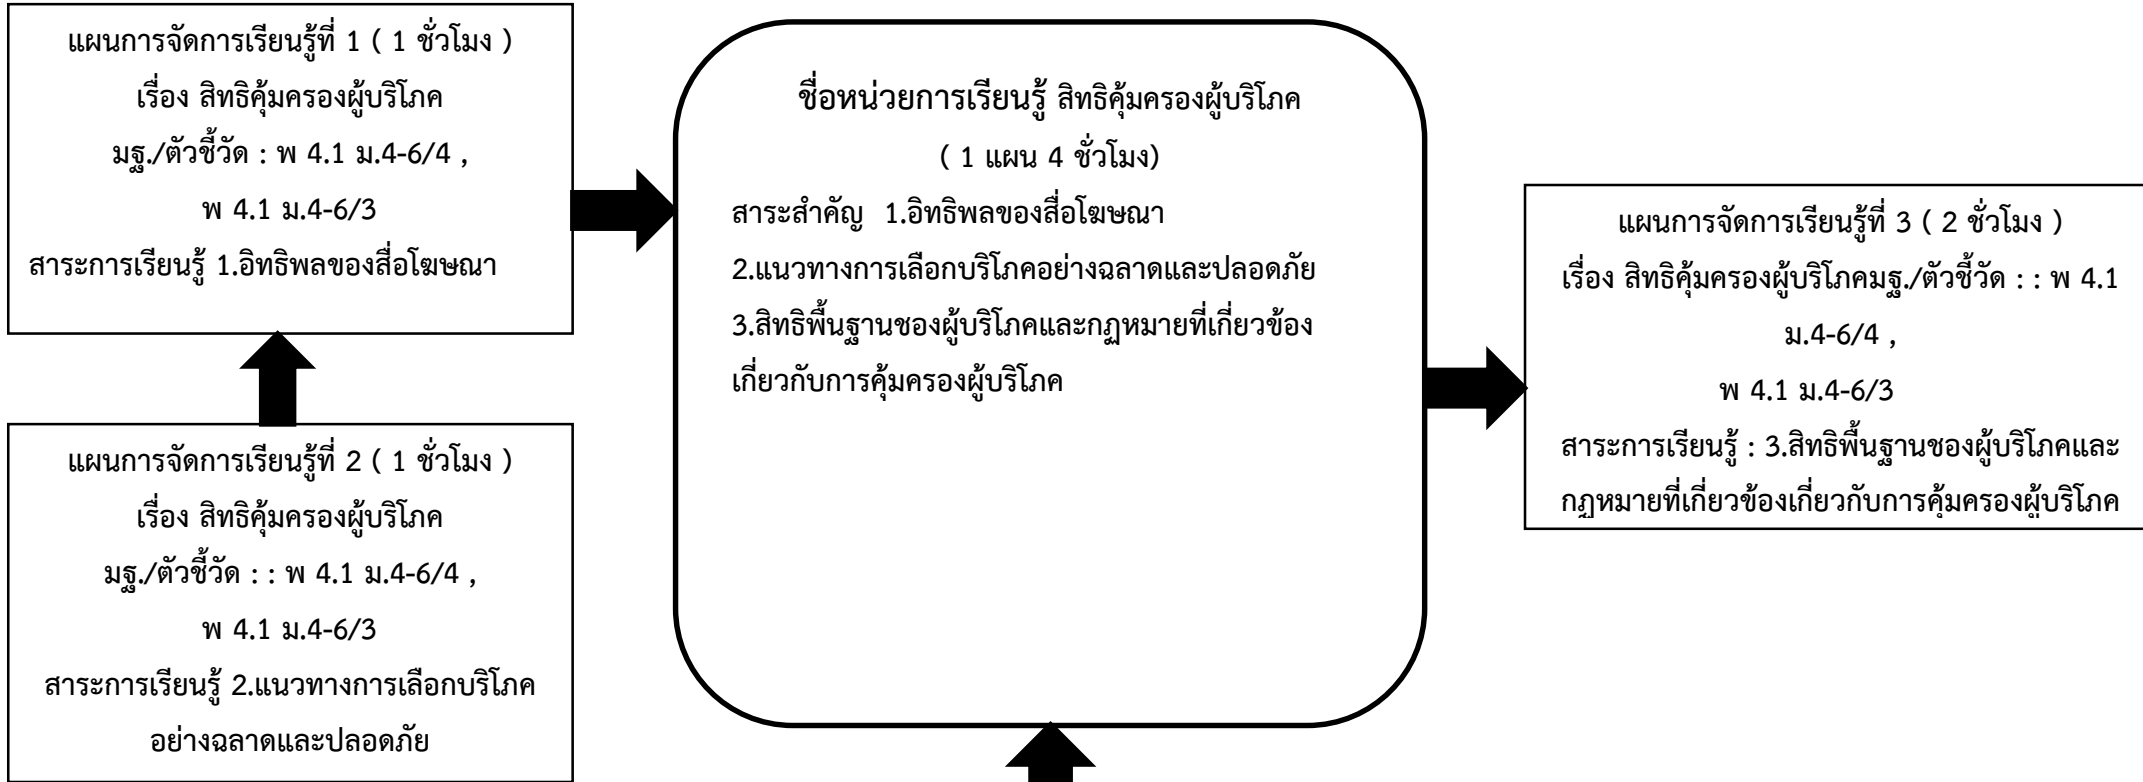 แผนการจัดการเรียนรู้ที่ 1 ( 1 ชั่วโมง )
เรื่อง สิทธิคุ้มครองผู้บริโภค
มฐ./ตัวชี้วัด : พ 4.1 ม.4-6/4 ,
พ 4.1 ม.4-6/3
สาระการเรียนรู้ 1.อิทธิพลของสื่อโฆษณา
แผนการจัดการเรียนรู้ที่ 2 ( 1 ชั่วโมง )
เรื่อง สิทธิคุ้มครองผู้บริโภค
มฐ./ตัวชี้วัด : : พ 4.1 ม.4-6/4 ,
พ 4.1 ม.4-6/3
สาระการเรียนรู้ 2.แนวทางการเลือกบริโภค
อย่างฉลาดและปลอดภัย
ชื่อหน่วยการเรียนรู้ สิทธิคุ้มครองผู้บริโภค
( 1 แผน 4 ชั่วโมง)
สาระสำคัญ 1.อิทธิพลของสื่อโฆษณา
2.แนวทางการเลือกบริโภคอย่างฉลาดและปลอดภัย
3.สิทธิพื้นฐานชองผู้บริโภคและกฏหมายที่เกี่ยวข้อง
เกี่ยวกับการคุ้มครองผู้บริโภค
แผนการจัดการเรียนรู้ที่ 3 ( 2 ชั่วโมง )
เรื่อง สิทธิคุ้มครองผู้บริโภคมฐ./ตัวชี้วัด : : พ 4.1
ม.4-6/4 ,
พ 4.1 ม.4-6/3
สาระการเรียนรู้ : 3.สิทธิพื้นฐานชองผู้บริโภคและ
กฏหมายที่เกี่ยวข้องเกี่ยวกับการคุ้มครองผู้บริโภค